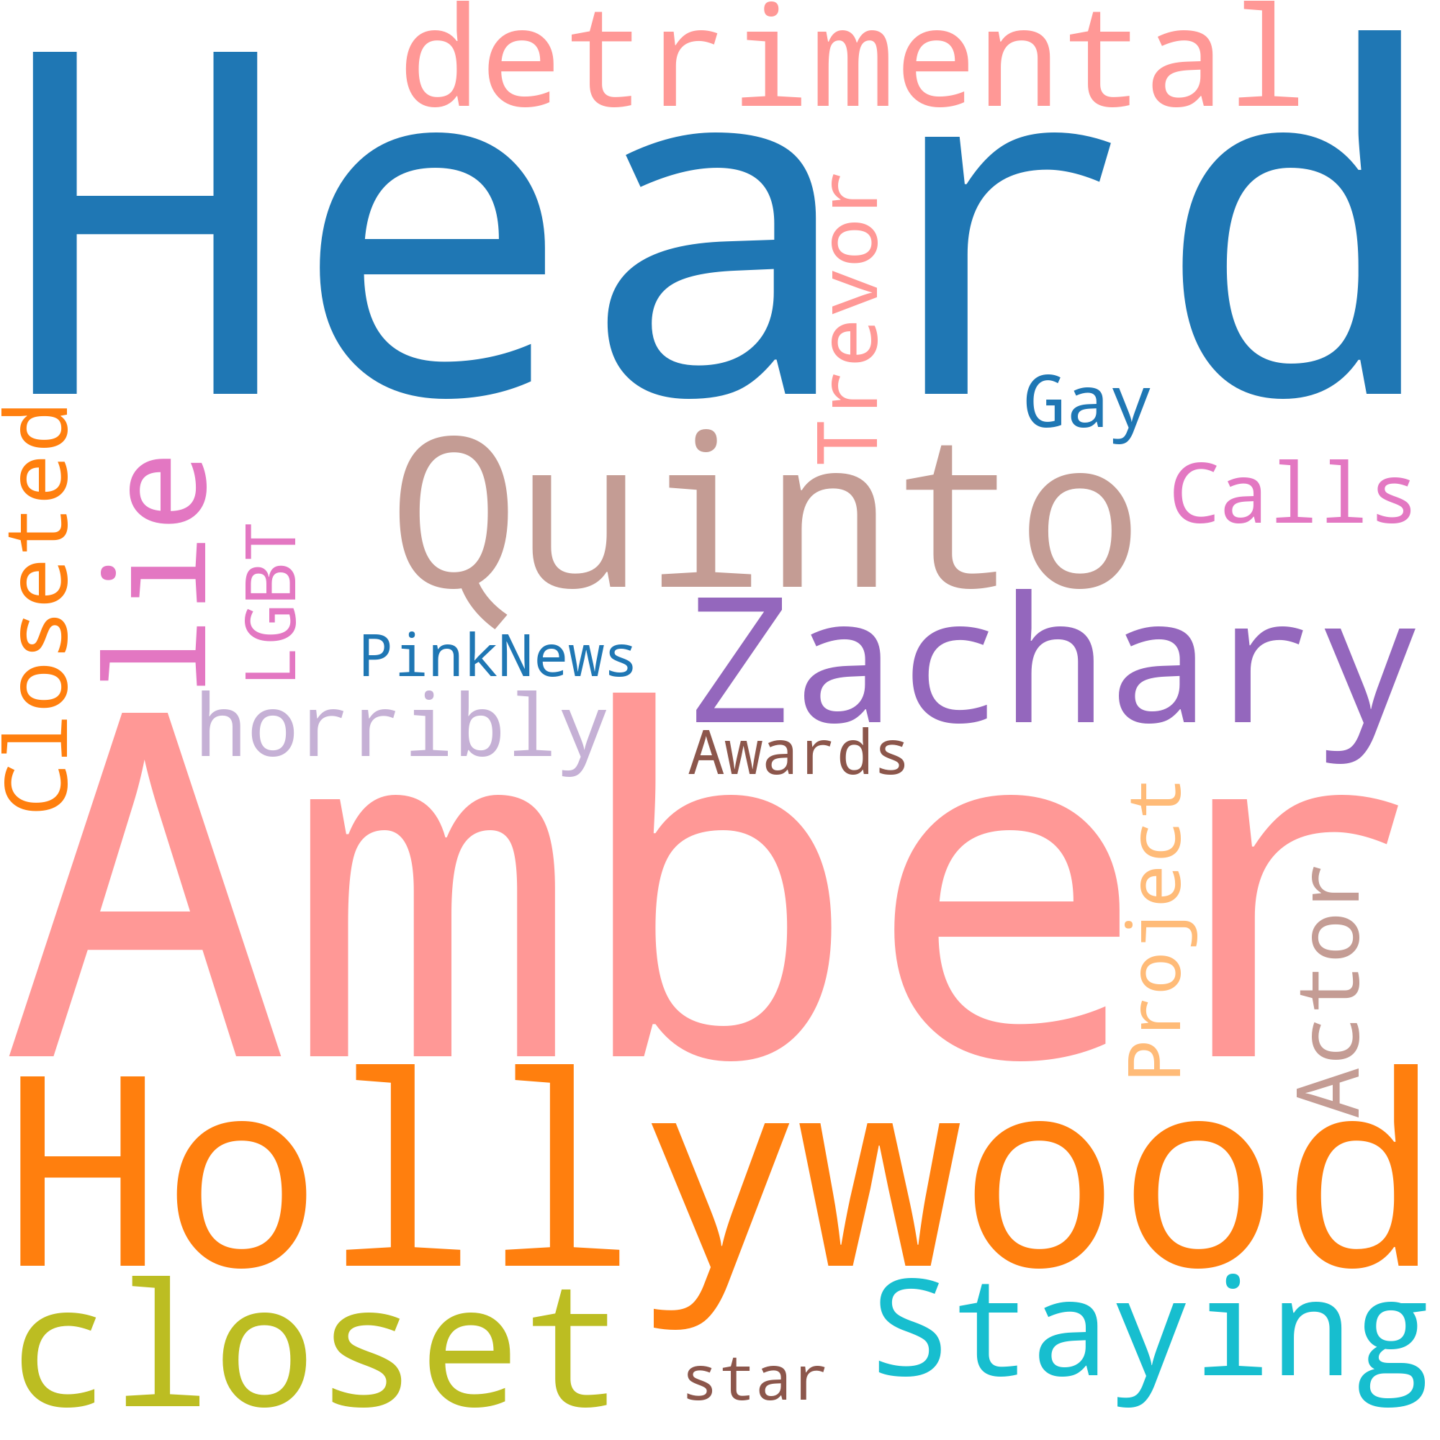 detrimental
Heard
Trevor
Gay
Closeted
lie
LGBT
Quinto
Calls
PinkNews
Zachary
horribly
Awards
Amber
Project
Actor
Hollywood
closet
Staying
star